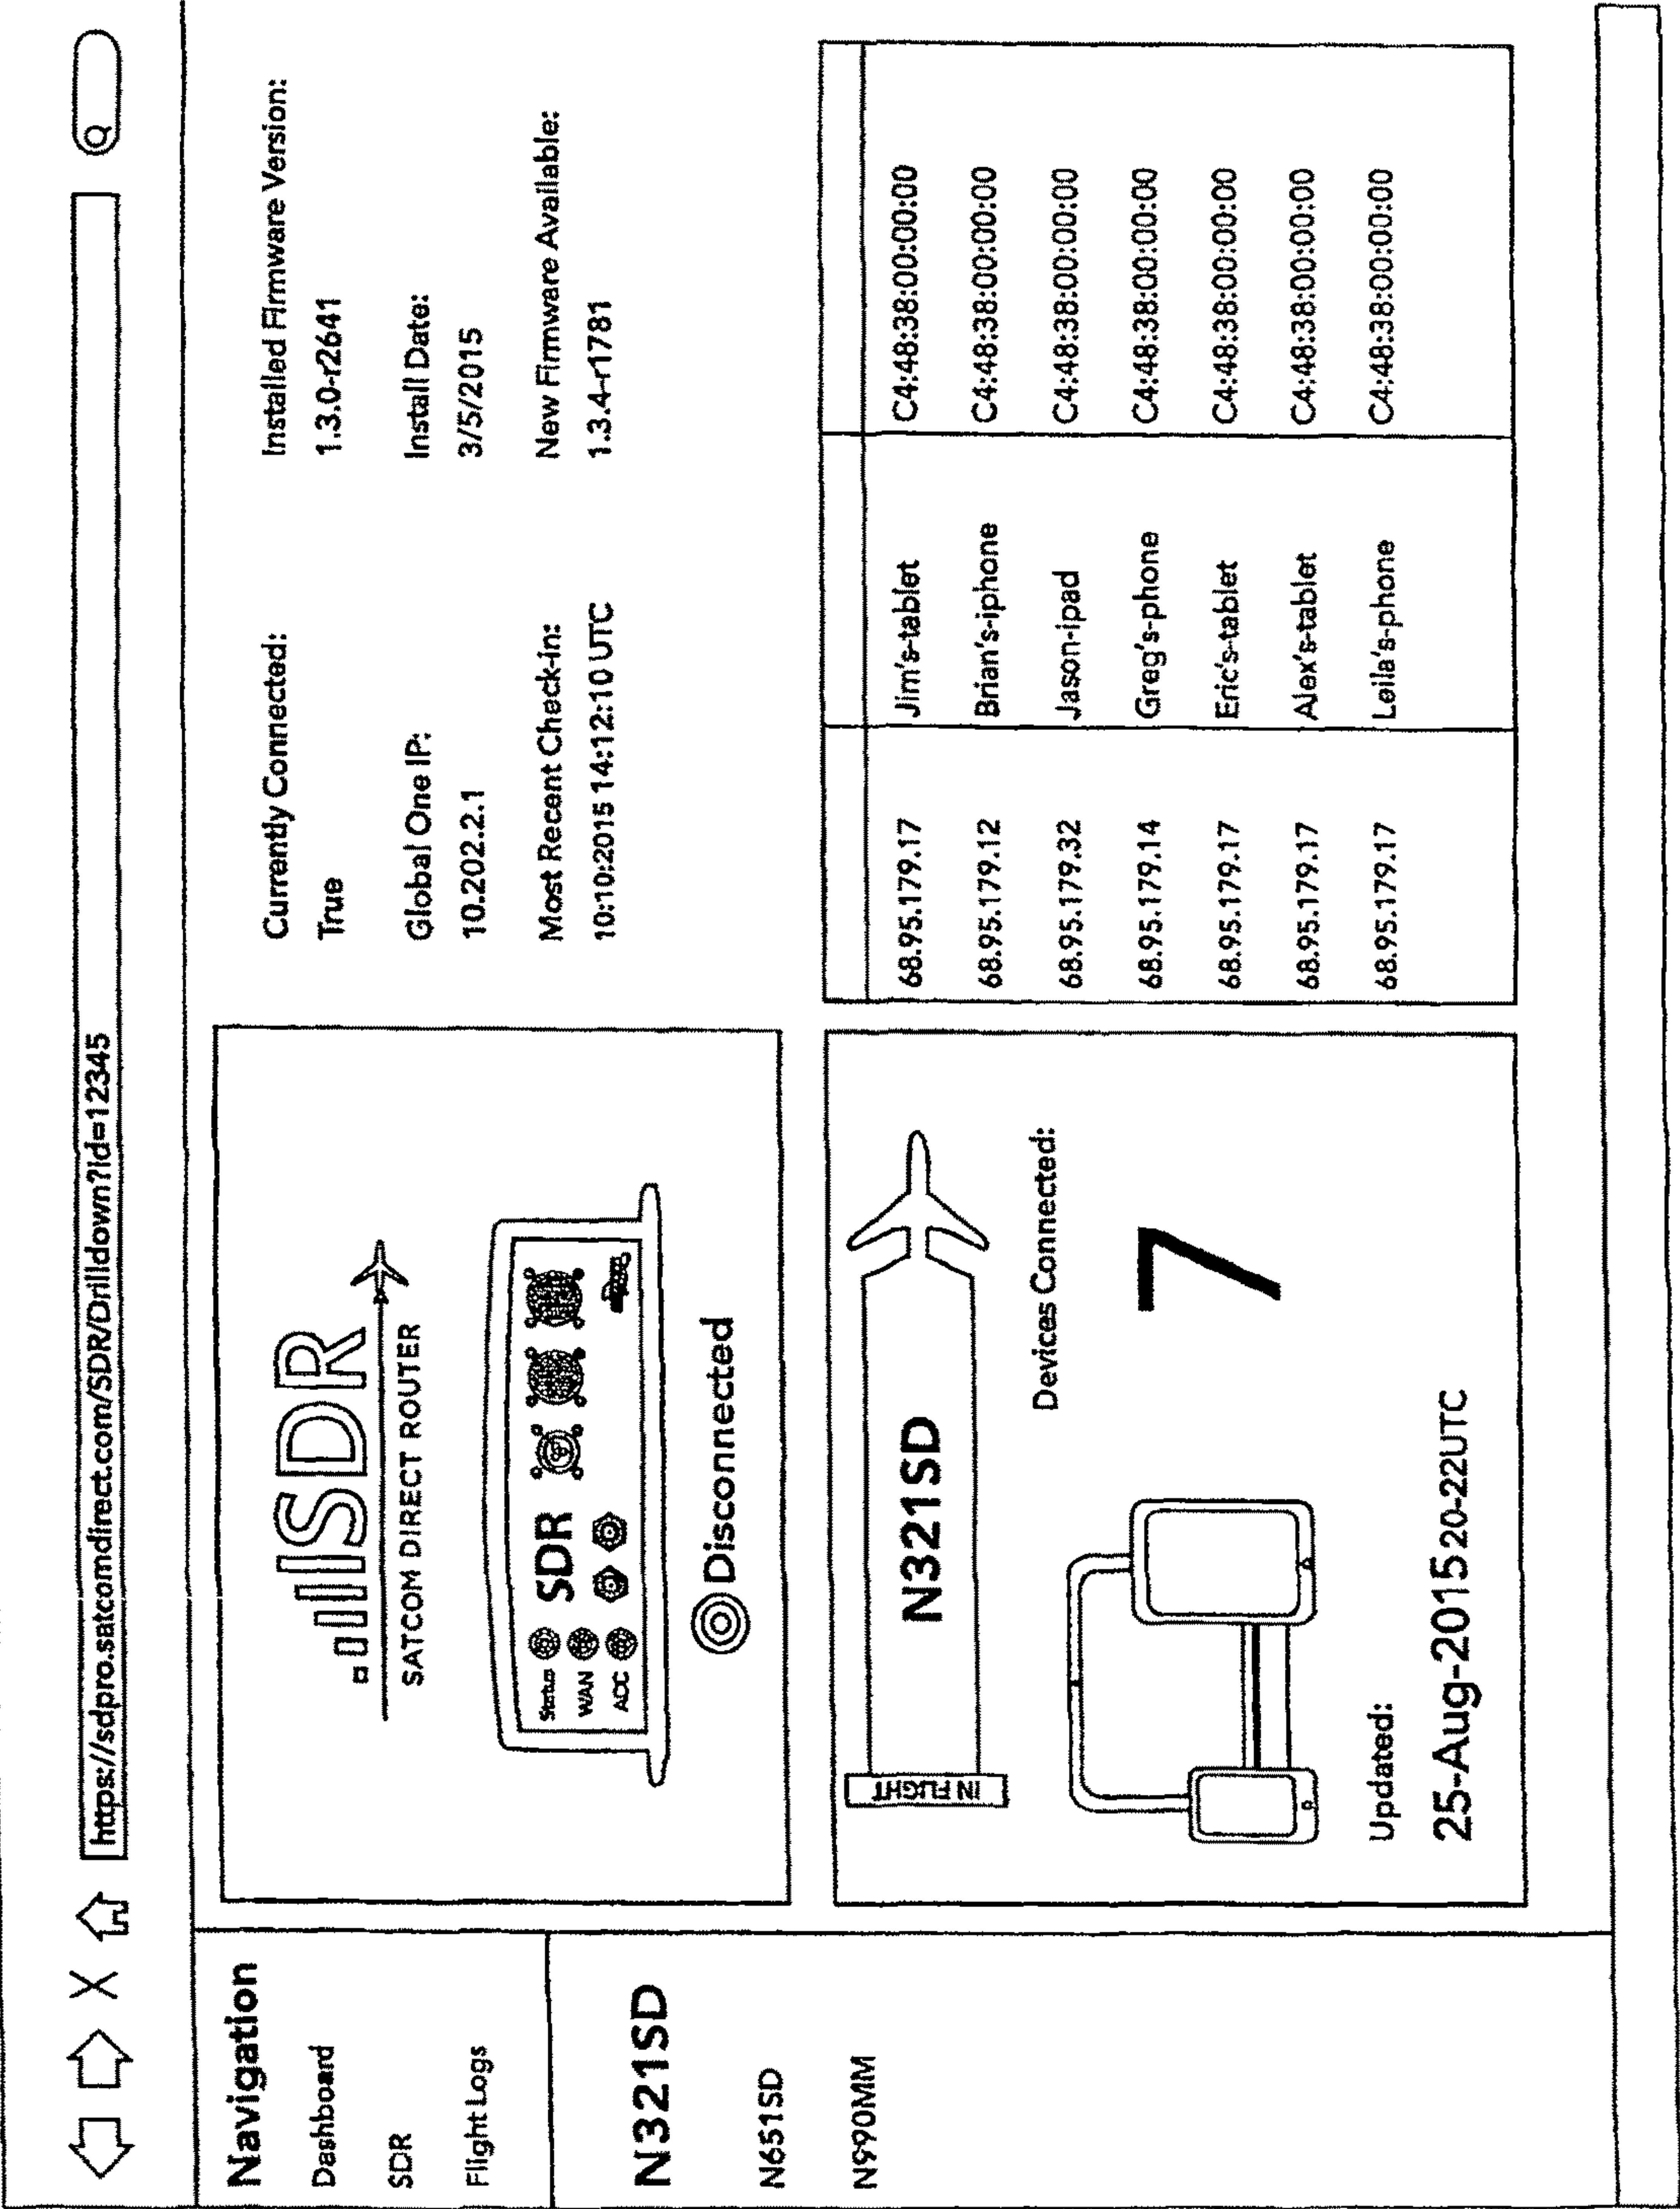 https://sdpro.satcomdirect.com/SDR/Drilldown?id=12345
Navigation
Dashboard
SDR
Flight Logs
N321SD
N651SD
N990MM
SDR
SATCOM DIRECT ROUTER
Status
SDR
WAN
ACC
Disconnected
Currently Connected:
True
Global One IP:
10.202.2.1
Most Recent Check-in:
10:10:2015 14:12:10 UTC
Installed Firmware Version:
1.3.0-r2641
Install Date:
3/5/2015
New Firmware Available:
1.3.4-r1781
IN FLIGHT
N321SD
Devices Connected:
7
Updated:
25-Aug-2015 20-22UTC
68.95.179.17 Jim's-tablet C4:48:38:00:00:00
68.95.179.12 Brian's-iphone C4:48:38:00:00:00
68.95.179.32 Jason-ipad C4:48:38:00:00:00
68.95.179.14 Greg's-phone C4:48:38:00:00:00
68.95.179.17 Eric's-tablet C4:48:38:00:00:00
68.95.179.17 Alex's-tablet C4:48:38:00:00:00
68.95.179.17 Leila's-phone C4:48:38:00:00:00